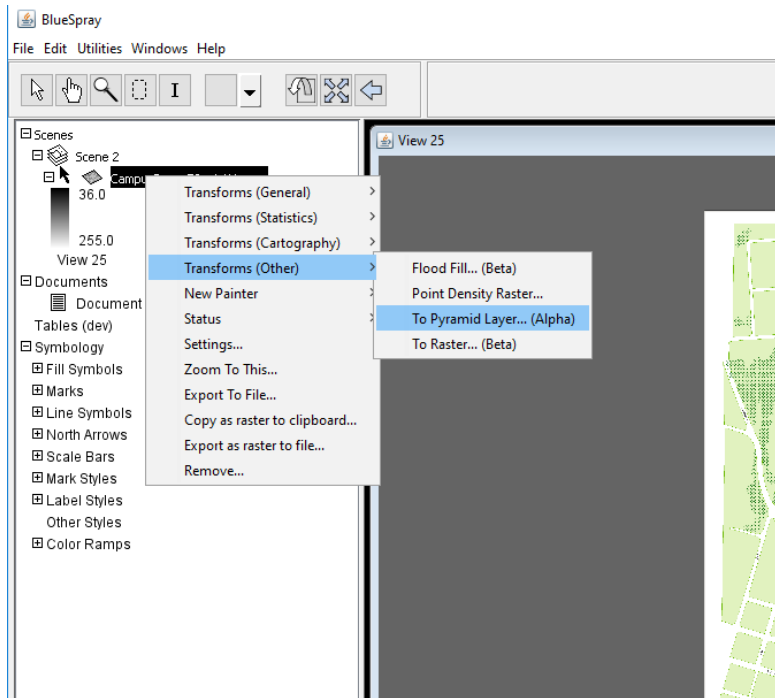 BlueSpray
File Edit Utilities Windows Help
I
Scenes
Scene 2
36.0
255.0
View 25
Documents
Document
Tables (dev)
Symbology
Fill Symbols
Marks
Line Symbols
North Arrows
Scale Bars
Mark Styles
Label Styles
Other Styles
Color Ramps
Transforms (General)
Transforms (Statistics)
Transforms (Cartography)
Transforms (Other)
New Painter
Status
Settings...
Zoom To This...
Export To File...
Copy as raster to clipboard...
Export as raster to file...
Remove...
Flood Fill... (Beta)
Point Density Raster...
To Pyramid Layer... (Alpha)
To Raster... (Beta)
View 25